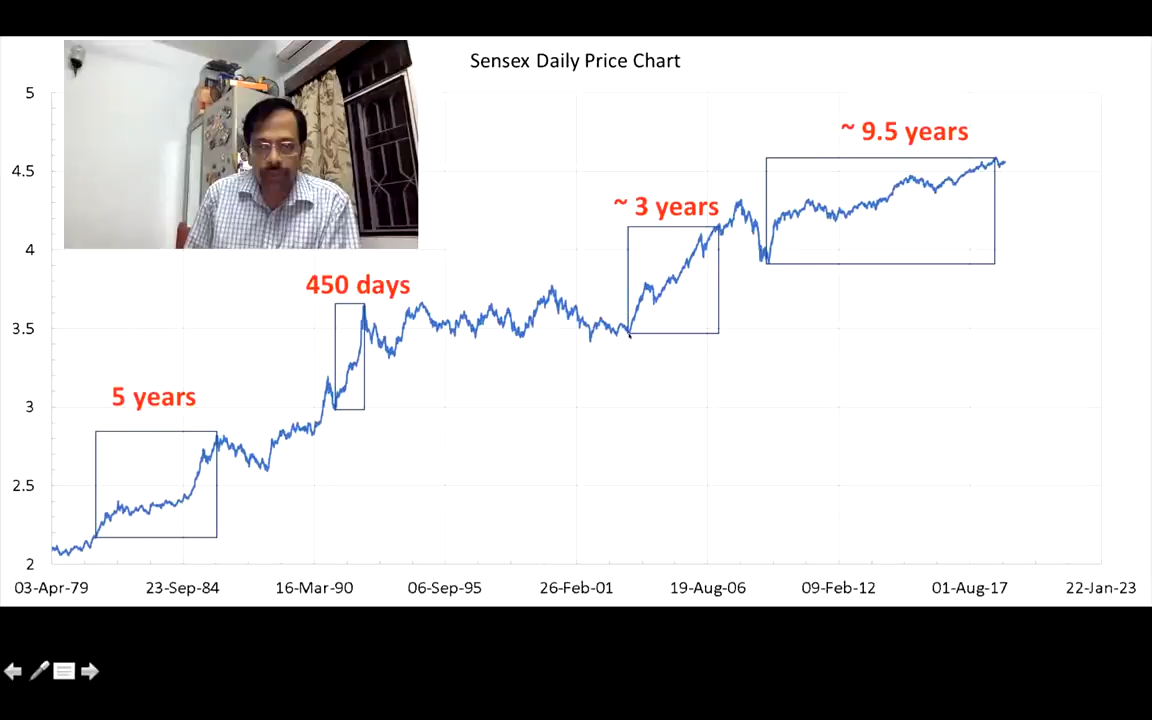 Sensex Daily Price Chart
5
4.5
4
3.5
3
2.5
2
~ 9.5 years
~ 3 years
450 days
5 years
03-Apr-79 23-Sep-84 16-Mar-90 06-Sep-95 26-Feb-01 19-Aug-06 09-Feb-12 01-Aug-17 22-Jan-23